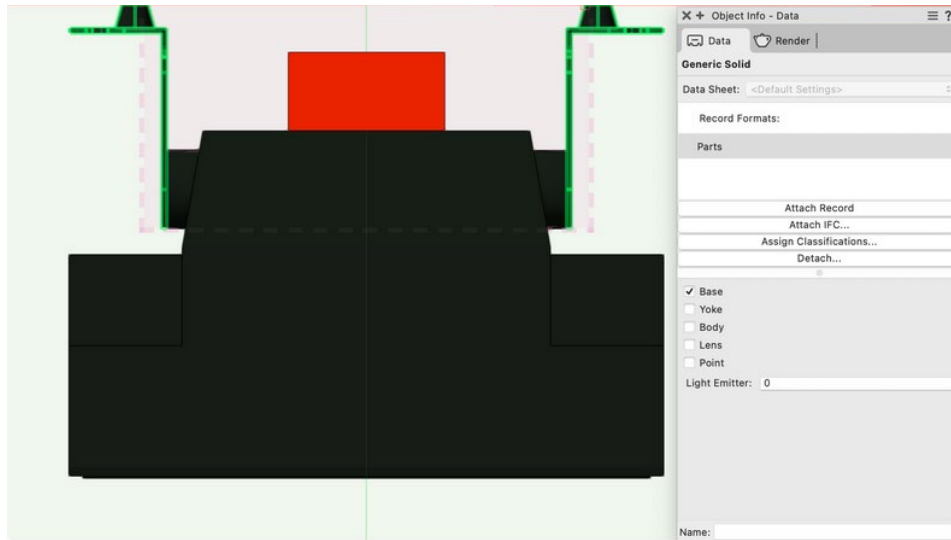 Object Info - Data
?
Data
Render
Generic Solid
Data Sheet: <Default Settings>
Record Formats:
Parts
Attach Record
Attach IFC...
Assign Classifications...
Detach...
Base
Yoke
Body
Lens
Point
Light Emitter: 0
Name: